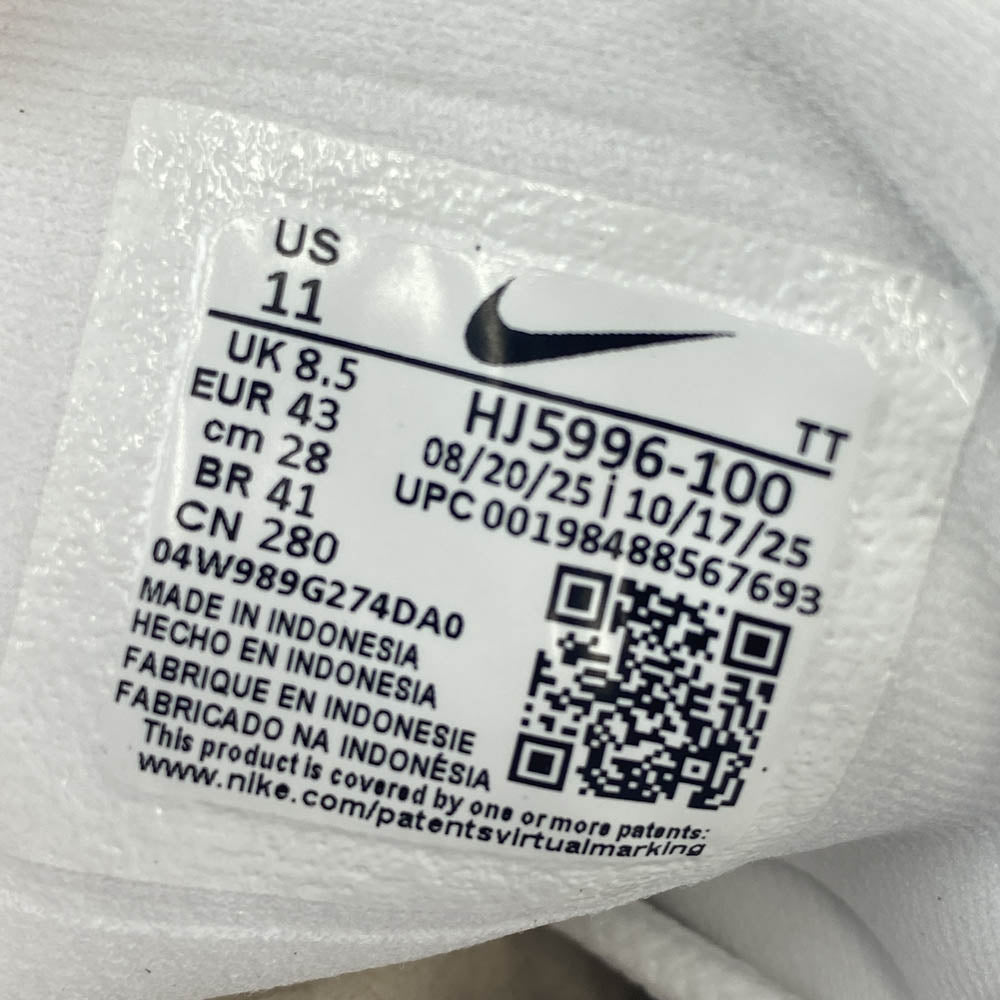 US
11
UK 8.5
EUR 43
cm 28
BR 41
CN 280
04W989G274DA0
MADE IN INDONESIA
HECHO EN INDONESIA
FABRIQUE EN INDONESIE
FABRICADO NA INDONÉSIA
This product is covered by one or more patents:
www.nike.com/patentsvirtualmarking
TT
HJ5996-100
08/20/25 | 10/17/25
UPC 00198488567693